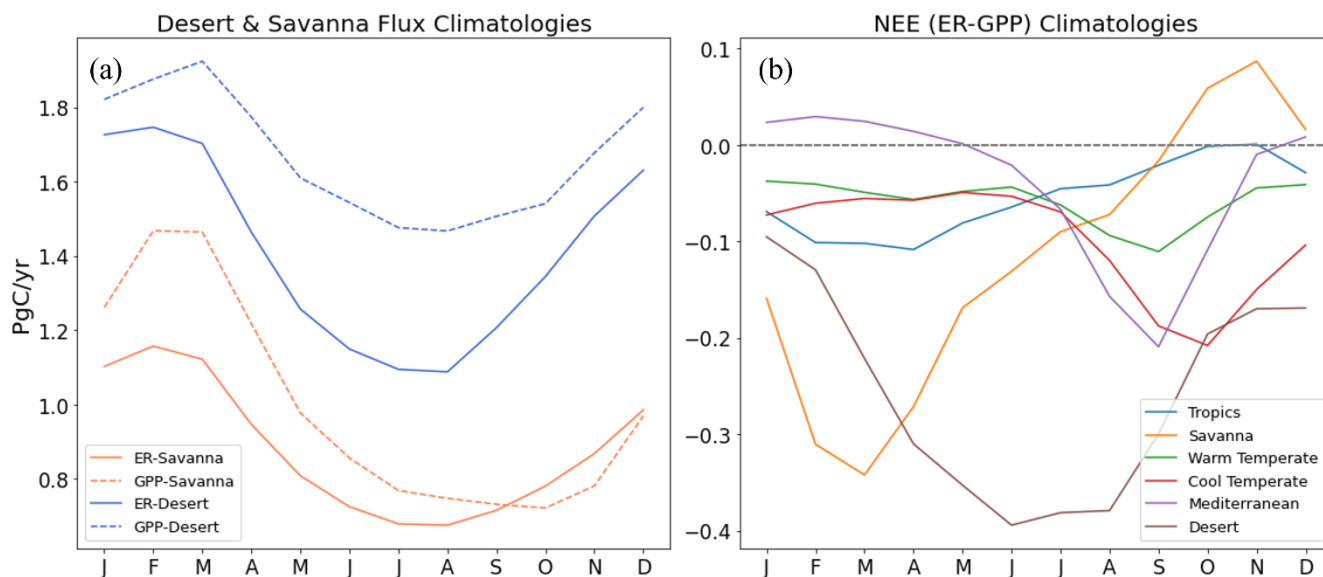 Desert & Savanna Flux Climatologies
(a)
PgC/yr
1.8
1.6
1.4
1.2
1.0
0.8
ER-Savanna
GPP-Savanna
ER-Desert
GPP-Desert
J F M A M J J A S O N D
NEE (ER-GPP) Climatologies
(b)
0.1
0.0
−0.1
−0.2
−0.3
−0.4
Tropics
Savanna
Warm Temperate
Cool Temperate
Mediterranean
Desert
J F M A M J J A S O N D